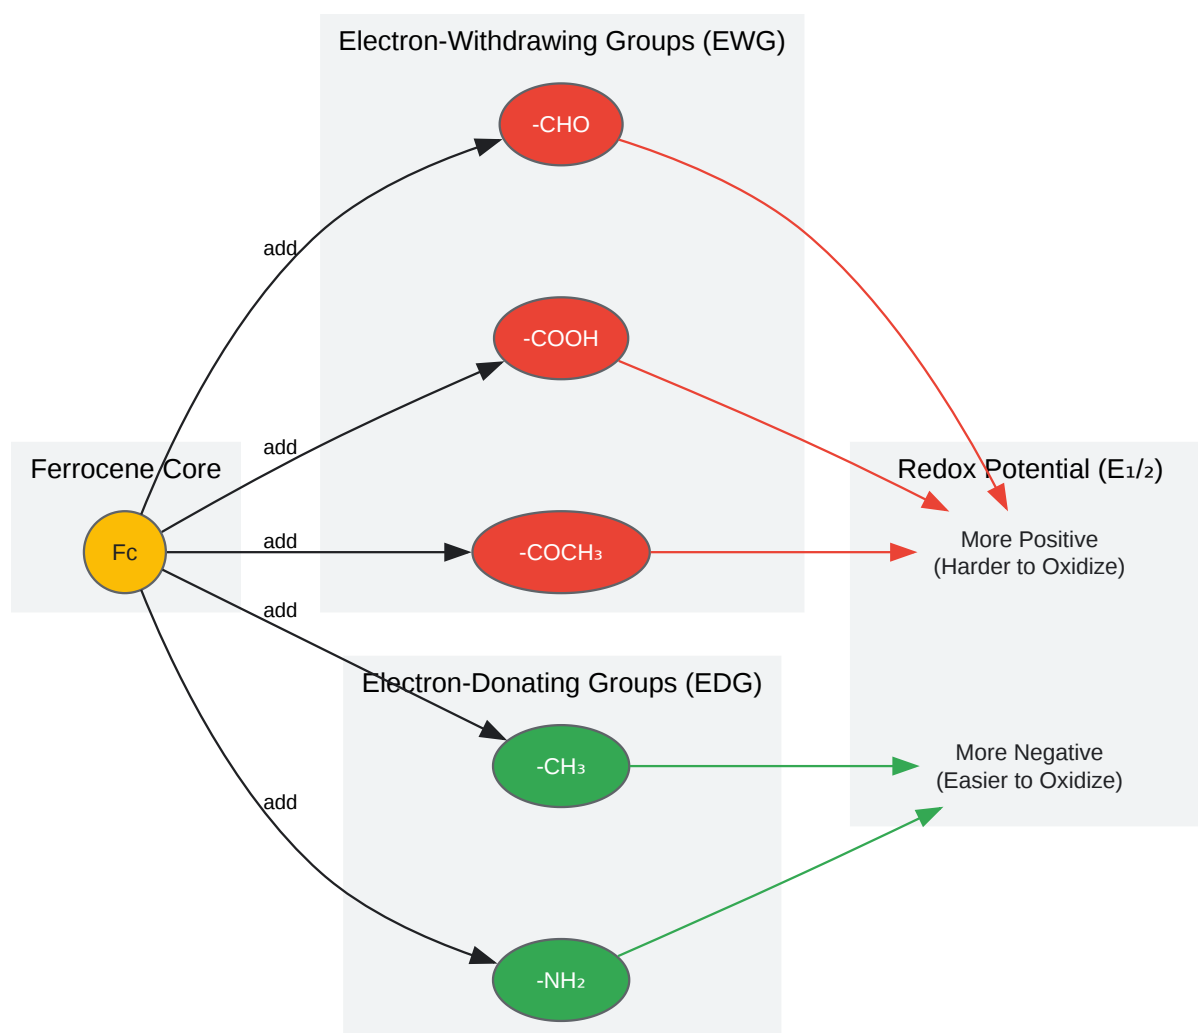 Electron-Withdrawing Groups (EWG)
-CHO
add
-COOH
add
Ferrocene Core
Redox Potential (E₁/₂)
Fc
add
-COCH₃
More Positive
(Harder to Oxidize)
add
Electron-Donating Groups (EDG)
-CH₃
More Negative
(Easier to Oxidize)
add
-NH₂